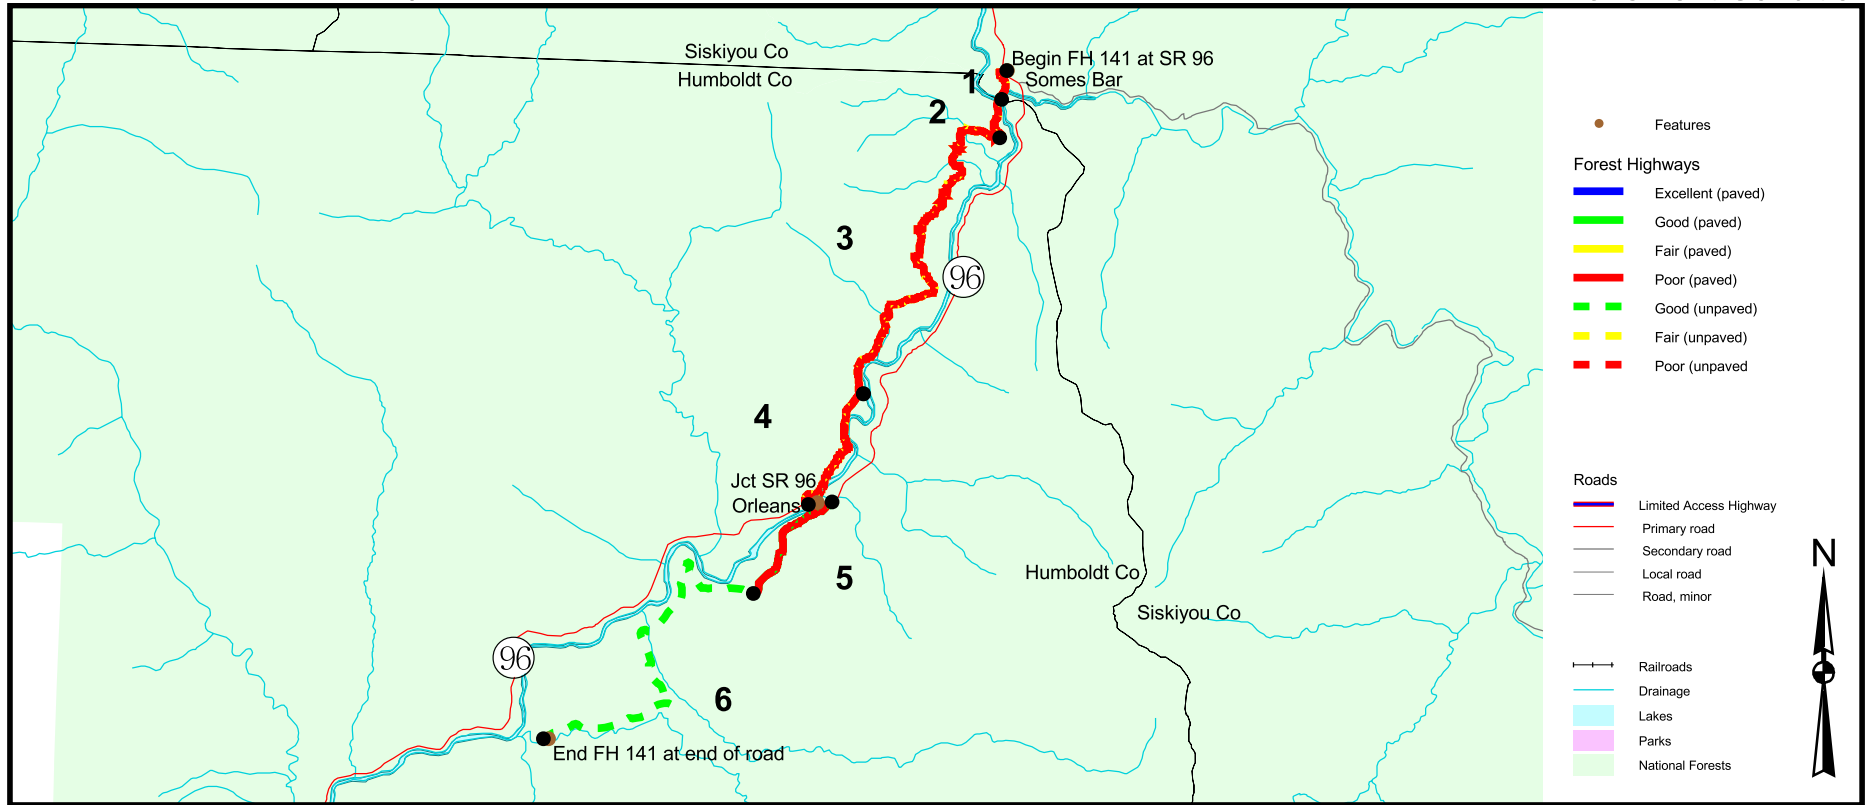 Siskiyou Co
Humboldt Co
Begin FH 141 at SR 96
Somes Bar
1
2
3
96
4
Jct SR 96
Orleans
5
Humboldt Co
Siskiyou Co
96
6
End FH 141 at end of road
Features
Forest Highways
Excellent (paved)
Good (paved)
Fair (paved)
Poor (paved)
Good (unpaved)
Fair (unpaved)
Poor (unpaved
Roads
Limited Access Highway
Primary road
Secondary road
Local road
Road, minor
N
Railroads
Drainage
Lakes
Parks
National Forests